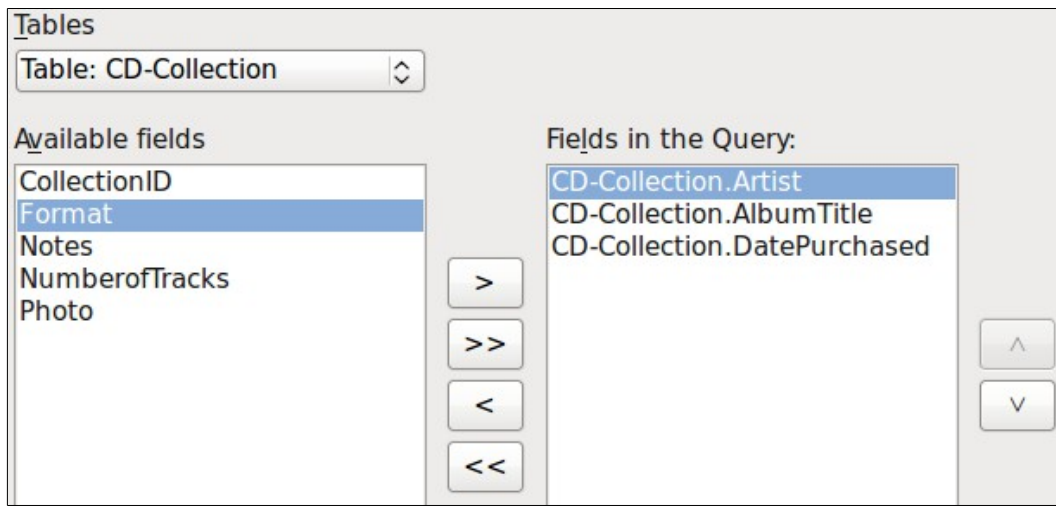 Tables
Table: CD-Collection
Available fields
CollectionID
Format
Notes
NumberofTracks
Photo
>
>>
<
<<
Fields in the Query:
CD-Collection.Artist
CD-Collection.AlbumTitle
CD-Collection.DatePurchased